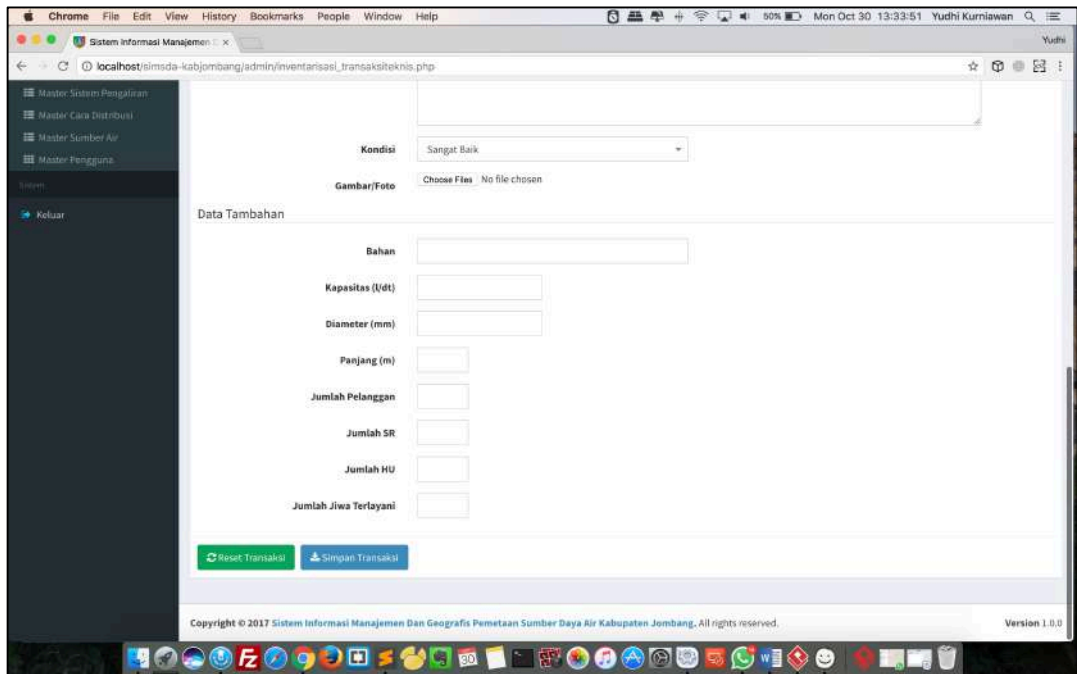 Chrome File Edit View History Bookmarks People Window Help 50% Mon Oct 30 13:33:51 Yudhi Kurniawan
Sistem Informasi Manajemen Yudhi
localhost/simsda-kabjombang/admin/inventarisasi_transaksiteknis.php
Master Sistem Pengaliran
Master Cara Distribusi
Master Sumber Air
Master Pengguna
Sistem
Keluar
Kondisi Sangat Baik
Gambar/Foto Choose Files No file chosen
Data Tambahan
Bahan
Kapasitas (l/dt)
Diameter (mm)
Panjang (m)
Jumlah Pelanggan
Jumlah SR
Jumlah HU
Jumlah Jiwa Terlayani
Reset Transaksi Simpan Transaksi
Copyright © 2017 Sistem Informasi Manajemen Dan Geografis Pemetaan Sumber Daya Air Kabupaten Jombang. All rights reserved. Version 1.0.0
30